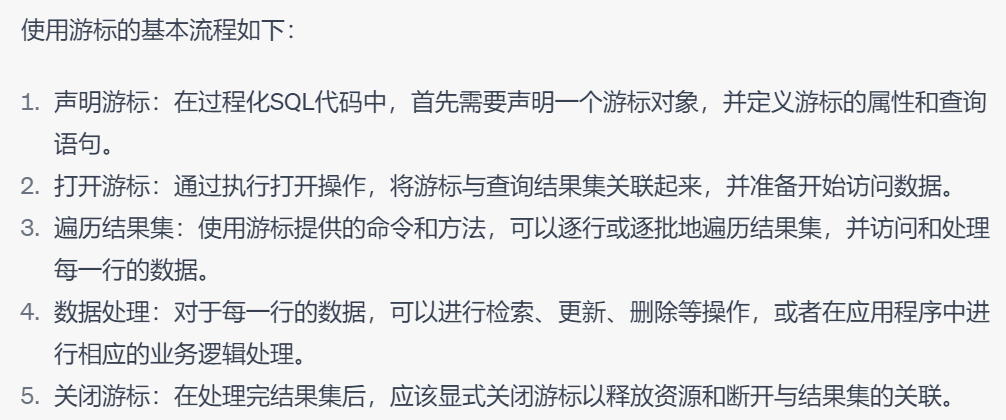 使用游标的基本流程如下：
1. 声明游标：在过程化SQL代码中，首先需要声明一个游标对象，并定义游标的属性和查询
语句。
2. 打开游标：通过执行打开操作，将游标与查询结果集关联起来，并准备开始访问数据。
3. 遍历结果集：使用游标提供的命令和方法，可以逐行或逐批地遍历结果集，并访问和处理
每一行的数据。
4. 数据处理：对于每一行的数据，可以进行检索、更新、删除等操作，或者在应用程序中进
行相应的业务逻辑处理。
5. 关闭游标：在处理完结果集后，应该显式关闭游标以释放资源和断开与结果集的关联。